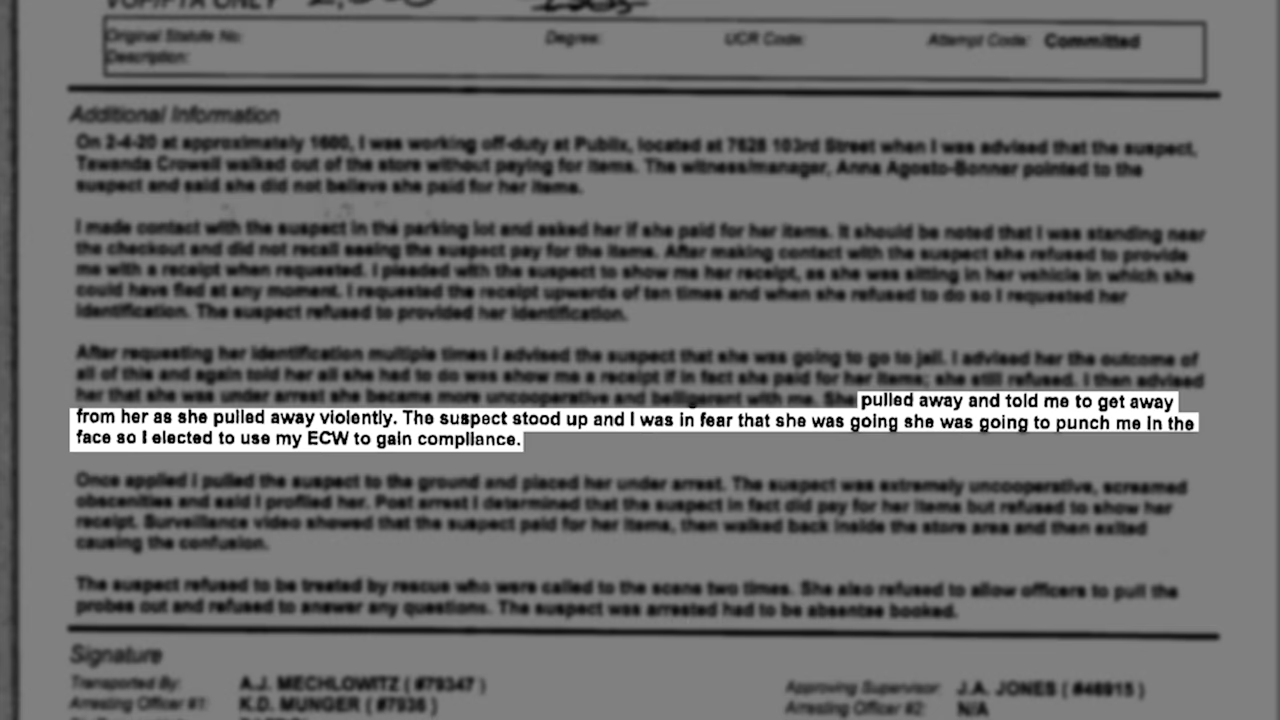 VOP/PTA ONLY
Original Statute No: Degree: UCR Code: Attempt Code: Committed
Description:
Additional Information
On 2-4-20 at approximately 1600, I was working off-duty at Publix, located at 7628 103rd Street when I was advised that the suspect,
Tewanda Crowell walked out of the store without paying for items. The witness/manager, Anna Agosto-Bonner pointed to the
suspect and said she did not believe she paid for her items.
I made contact with the suspect in the parking lot and asked her if she paid for her items. It should be noted that I was standing near
the checkout and did not recall seeing the suspect pay for the items. After making contact with the suspect she refused to provide
me with a receipt when requested. I pleaded with the suspect to show me her receipt, as she was sitting in her vehicle in which she
could have fled at any moment. I requested the receipt upwards of ten times and when she refused to do so I requested her
identification. The suspect refused to provided her identification.
After requesting her identification multiple times I advised the suspect that she was going to go to jail. I advised her the outcome of
all of this and again told her all she had to do was show me a receipt if in fact she paid for her items; she still refused. I then advised
her that she was under arrest she became more uncooperative and belligerent with me. She pulled away and told me to get away
from her as she pulled away violently. The suspect stood up and I was in fear that she was going she was going to punch me in the
face so I elected to use my ECW to gain compliance.
Once applied I pulled the suspect to the ground and placed her under arrest. The suspect was extremely uncooperative, screamed
obscenities and said I profiled her. Post arrest I determined that the suspect in fact did pay for her items but refused to show her
receipt. Surveillance video showed that the suspect paid for her items, then walked back inside the store area and then exited
causing the confusion.
The suspect refused to be treated by rescue who were called to the scene two times. She also refused to allow officers to pull the
probes out and refused to answer any questions. The suspect was arrested had to be absentee booked.
Signature
Transported By: A.J. MECHLOWITZ ( #79347 ) Approving Supervisor: J.A. JONES ( #46915 )
Arresting Officer #1: K.D. MUNGER ( #7936 ) Arresting Officer #2: N/A